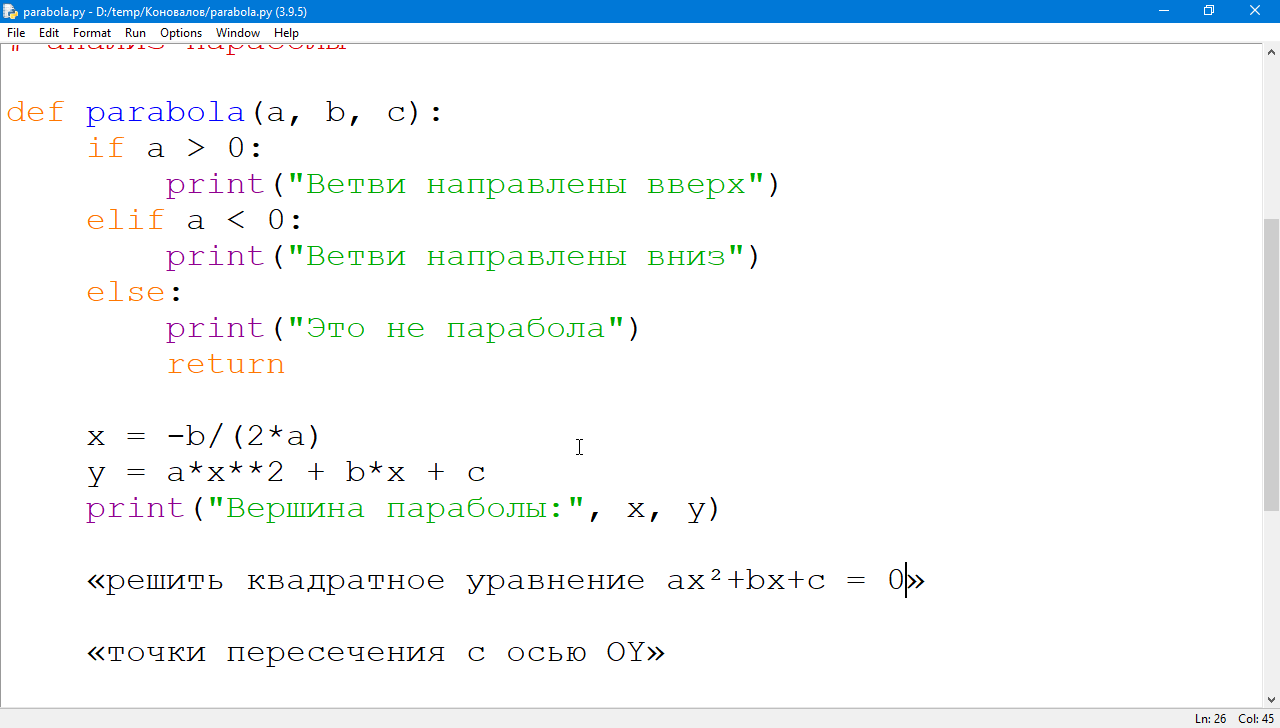 parabola.py - D:/temp/Коновалов/parabola.py (3.9.5)
File Edit Format Run Options Window Help
# анализ параболы
def parabola(a, b, c):
    if a > 0:
        print("Ветви направлены вверх")
    elif a < 0:
        print("Ветви направлены вниз")
    else:
        print("Это не парабола")
        return
    x = -b/(2*a)
    y = a*x**2 + b*x + c
    print("Вершина параболы:", x, y)
    «решить квадратное уравнение ax²+bx+c = 0»
    «точки пересечения с осью OY»
Ln: 26 Col: 45